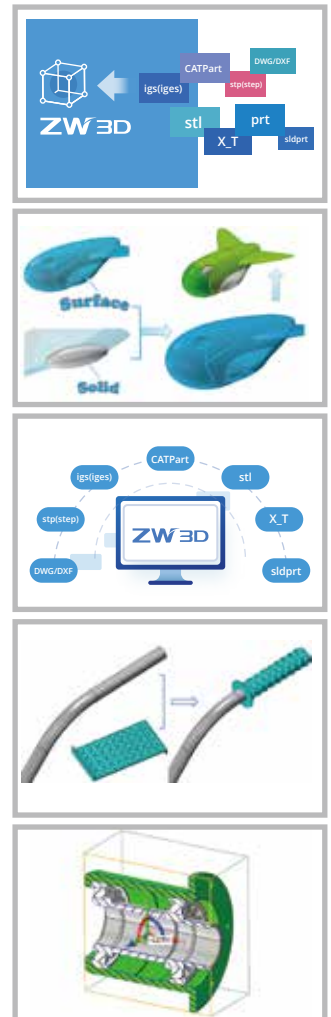 CATPart
DWG/DXF
igs(iges)
stp(step)
ZW3D
stl
prt
X_T
sldprt
Surface
Solid
CATPart
igs(iges)
stl
stp(step)
X_T
ZW3D
DWG/DXF
sldprt